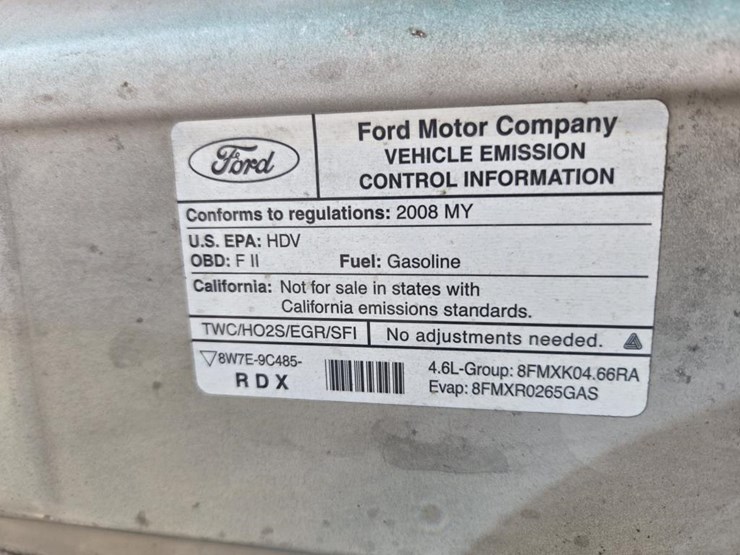 Ford
Ford Motor Company
VEHICLE EMISSION
CONTROL INFORMATION
Conforms to regulations: 2008 MY
U.S. EPA: HDV
OBD: F II Fuel: Gasoline
California: Not for sale in states with
California emissions standards.
TWC/HO2S/EGR/SFI No adjustments needed.
8W7E-9C485-
RDX
4.6L-Group: 8FMXK04.66RA
Evap: 8FMXR0265GAS